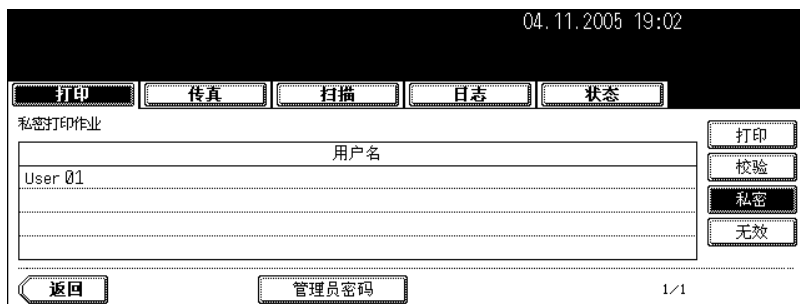 04.11.2005 19:02
打印 传真 扫描 日志 状态
私密打印作业
打印
用户名
校验
User 01
私密
无效
返回 管理员密码 1/1